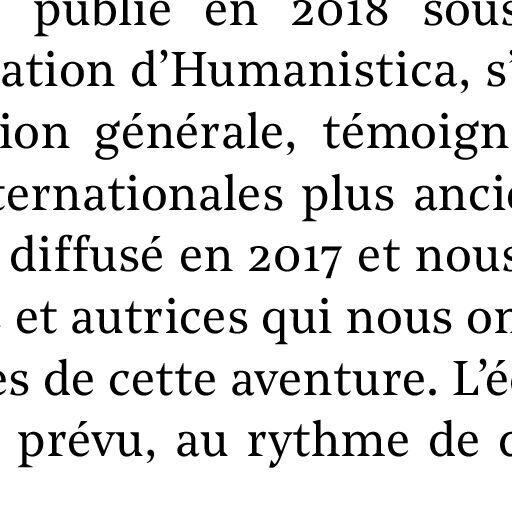 publié en 2018 sous
ation d’Humanistica, s’
ion générale, témoign
ternationales plus anci
diffusé en 2017 et nous
et autrices qui nous on
es de cette aventure. L’é
prévu, au rythme de